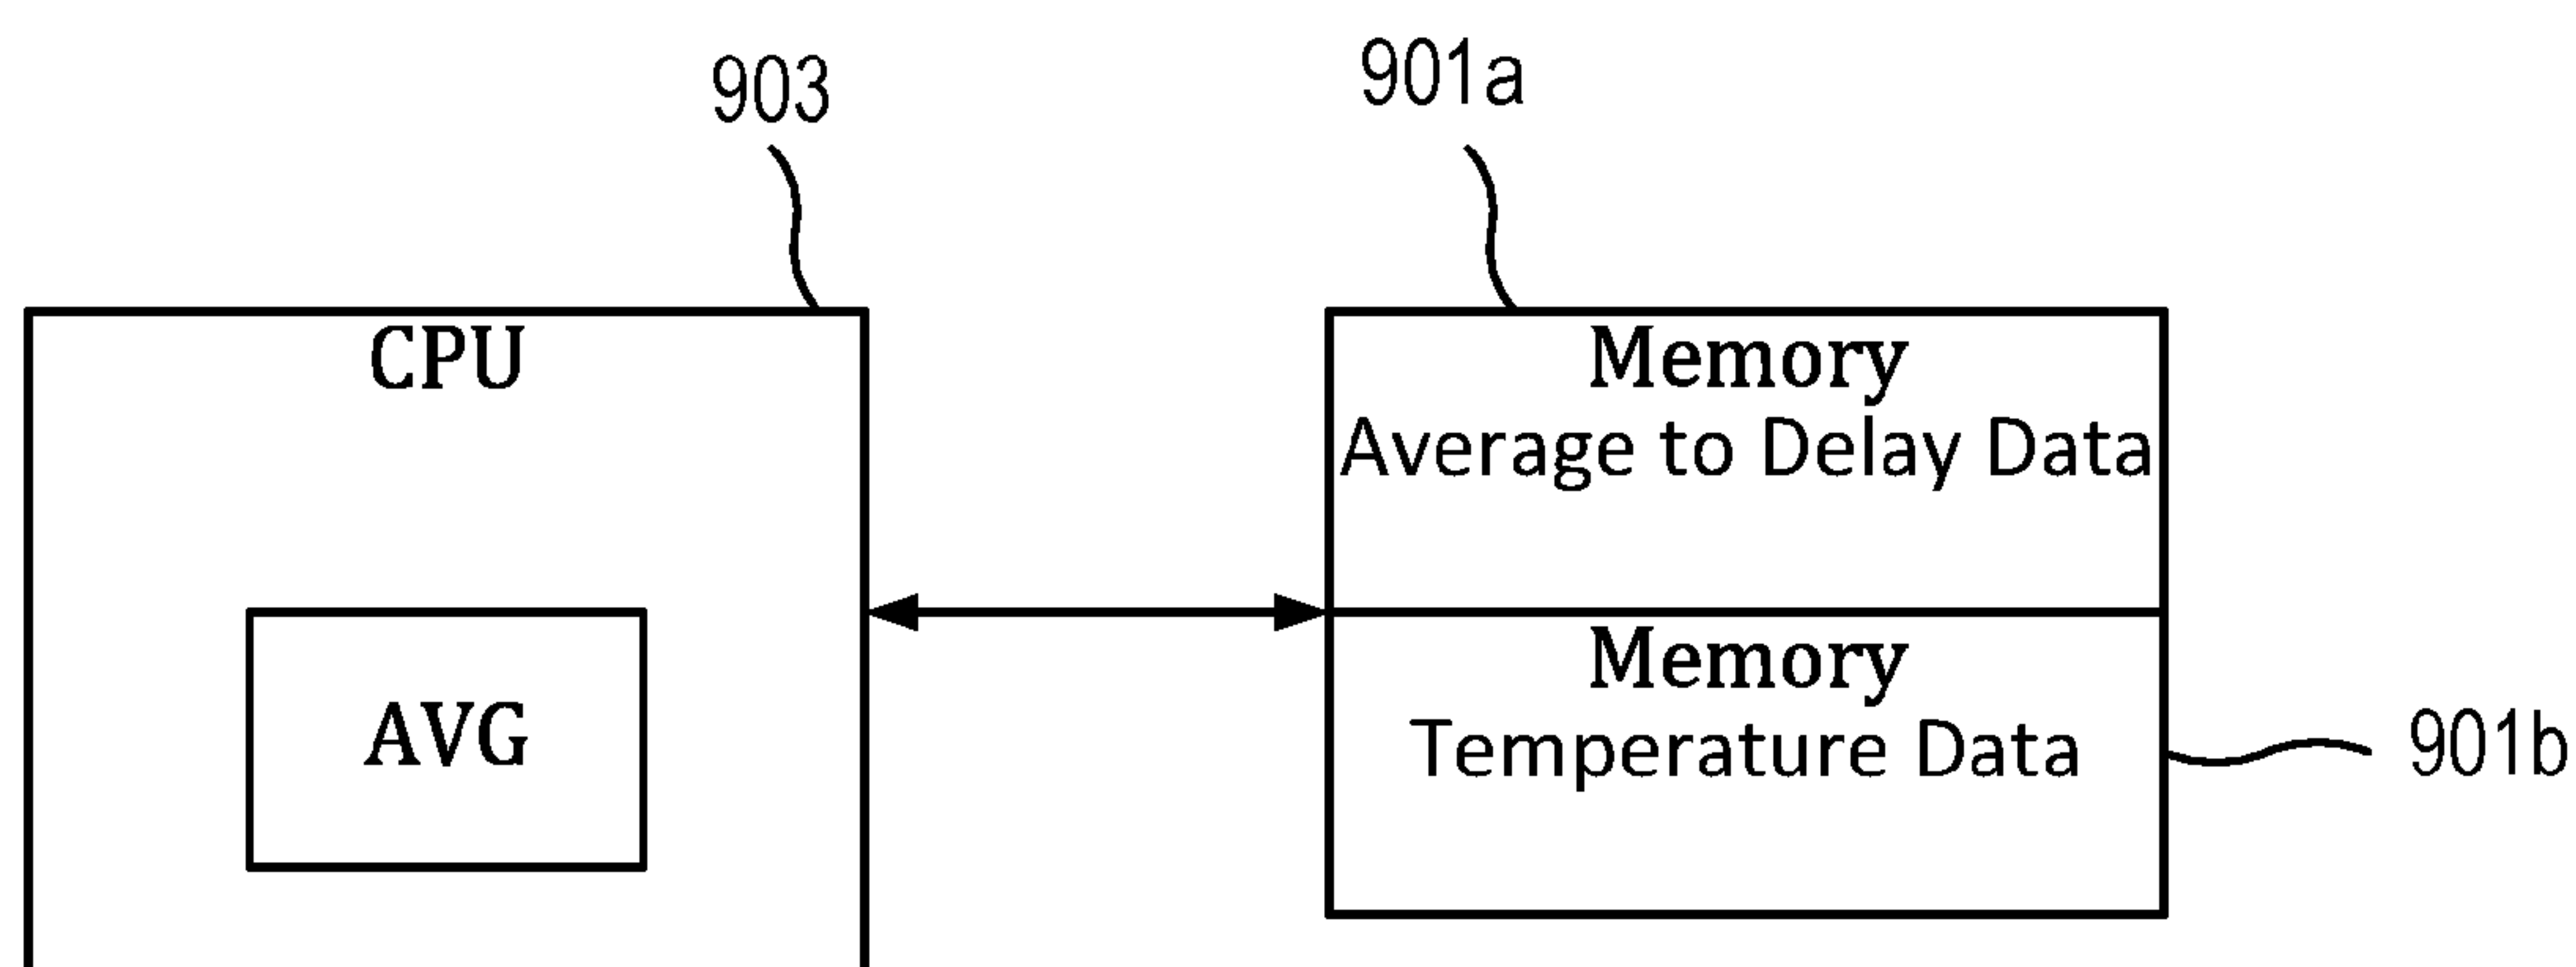 903
901a
CPU
Memory
Average to Delay Data
AVG
Memory
Temperature Data
901b